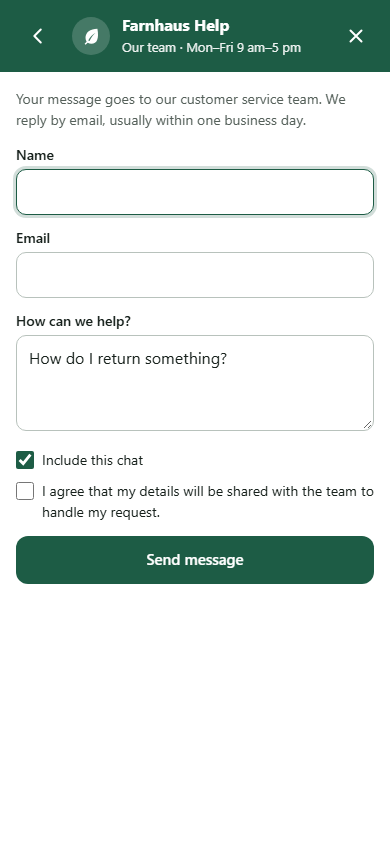 Farnhaus Help
Our team · Mon–Fri 9 am–5 pm
Your message goes to our customer service team. We
reply by email, usually within one business day.
Name
Email
How can we help?
How do I return something?
Include this chat
I agree that my details will be shared with the team to
handle my request.
Send message